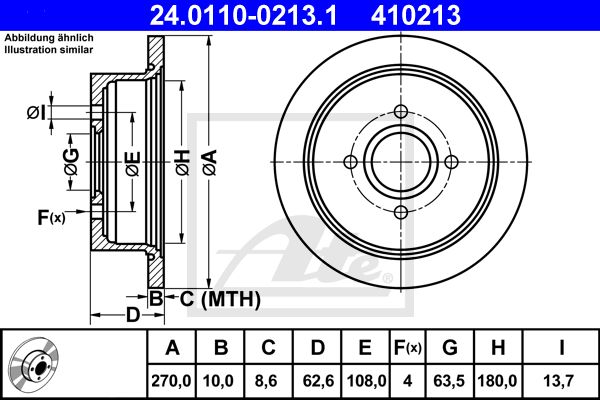 24.0110-0213.1 410213
Abbildung ähnlich
Illustration similar
ØI
ØG
ØE
ØH
ØA
F(x)
B
C (MTH)
D
Ate
A B C D E F(x) G H I
270,0 10,0 8,6 62,6 108,0 4 63,5 180,0 13,7